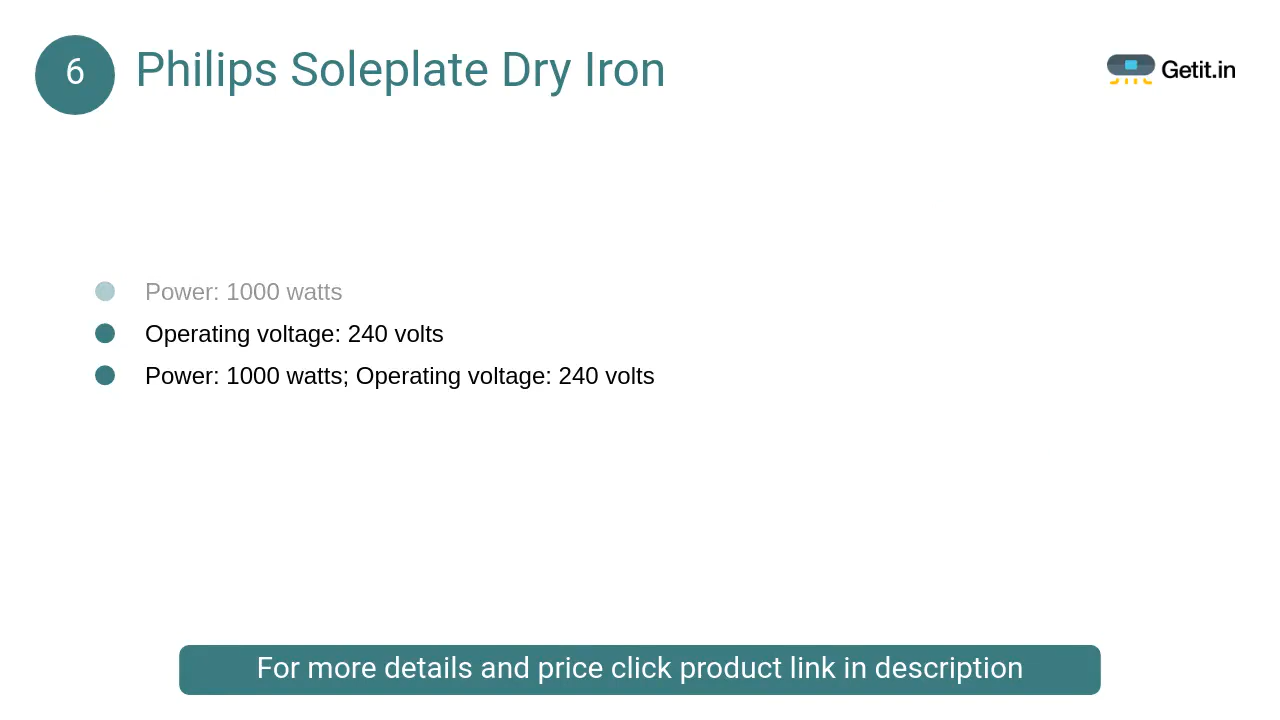 6
Philips Soleplate Dry Iron
Getit.in
Power: 1000 watts
Operating voltage: 240 volts
Power: 1000 watts; Operating voltage: 240 volts
For more details and price click product link in description